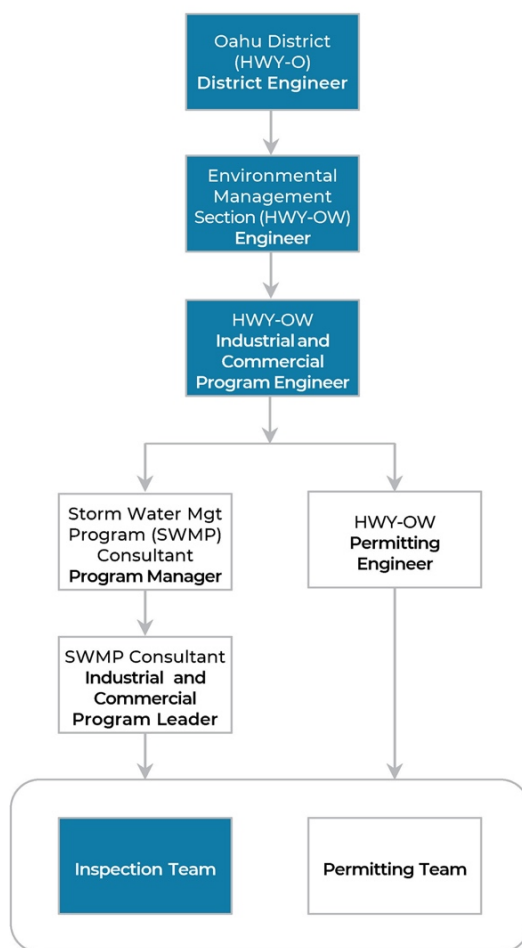 Oahu District
(HWY-O)
District Engineer
Environmental
Management
Section (HWY-OW)
Engineer
HWY-OW
Industrial and
Commercial
Program Engineer
Storm Water Mgt
Program (SWMP)
Consultant
Program Manager
HWY-OW
Permitting
Engineer
SWMP Consultant
Industrial and
Commercial
Program Leader
Inspection Team
Permitting Team